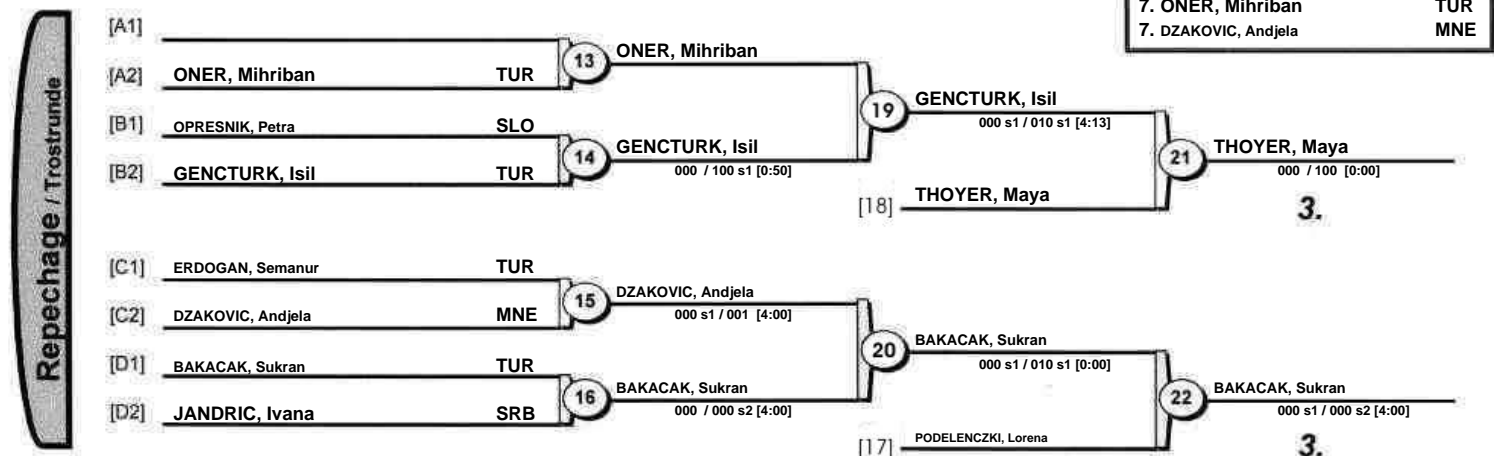 7. ONER, Mihriban TUR
7. DZAKOVIC, Andjela MNE
Repechage / Trostrunde
[A1]
[A2] ONER, Mihriban TUR
13 ONER, Mihriban
[B1] OPRESNIK, Petra SLO
[B2] GENCTURK, Isil TUR
14 GENCTURK, Isil
000 / 100 s1 [0:50]
19 GENCTURK, Isil
000 s1 / 010 s1 [4:13]
[18] THOYER, Maya
21 THOYER, Maya
000 / 100 [0:00]
3.
[C1] ERDOGAN, Semanur TUR
[C2] DZAKOVIC, Andjela MNE
15 DZAKOVIC, Andjela
000 s1 / 001 [4:00]
[D1] BAKACAK, Sukran TUR
[D2] JANDRIC, Ivana SRB
16 BAKACAK, Sukran
000 / 000 s2 [4:00]
20 BAKACAK, Sukran
000 s1 / 010 s1 [0:00]
[17] PODELENCZKI, Lorena
22 BAKACAK, Sukran
000 s1 / 000 s2 [4:00]
3.